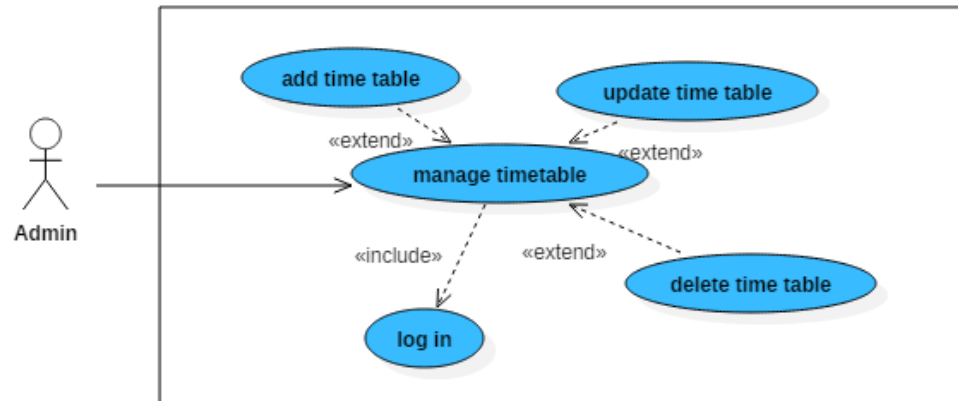 add time table
update time table
«extend»
«extend»
manage timetable
Admin
«include»
«extend»
delete time table
log in